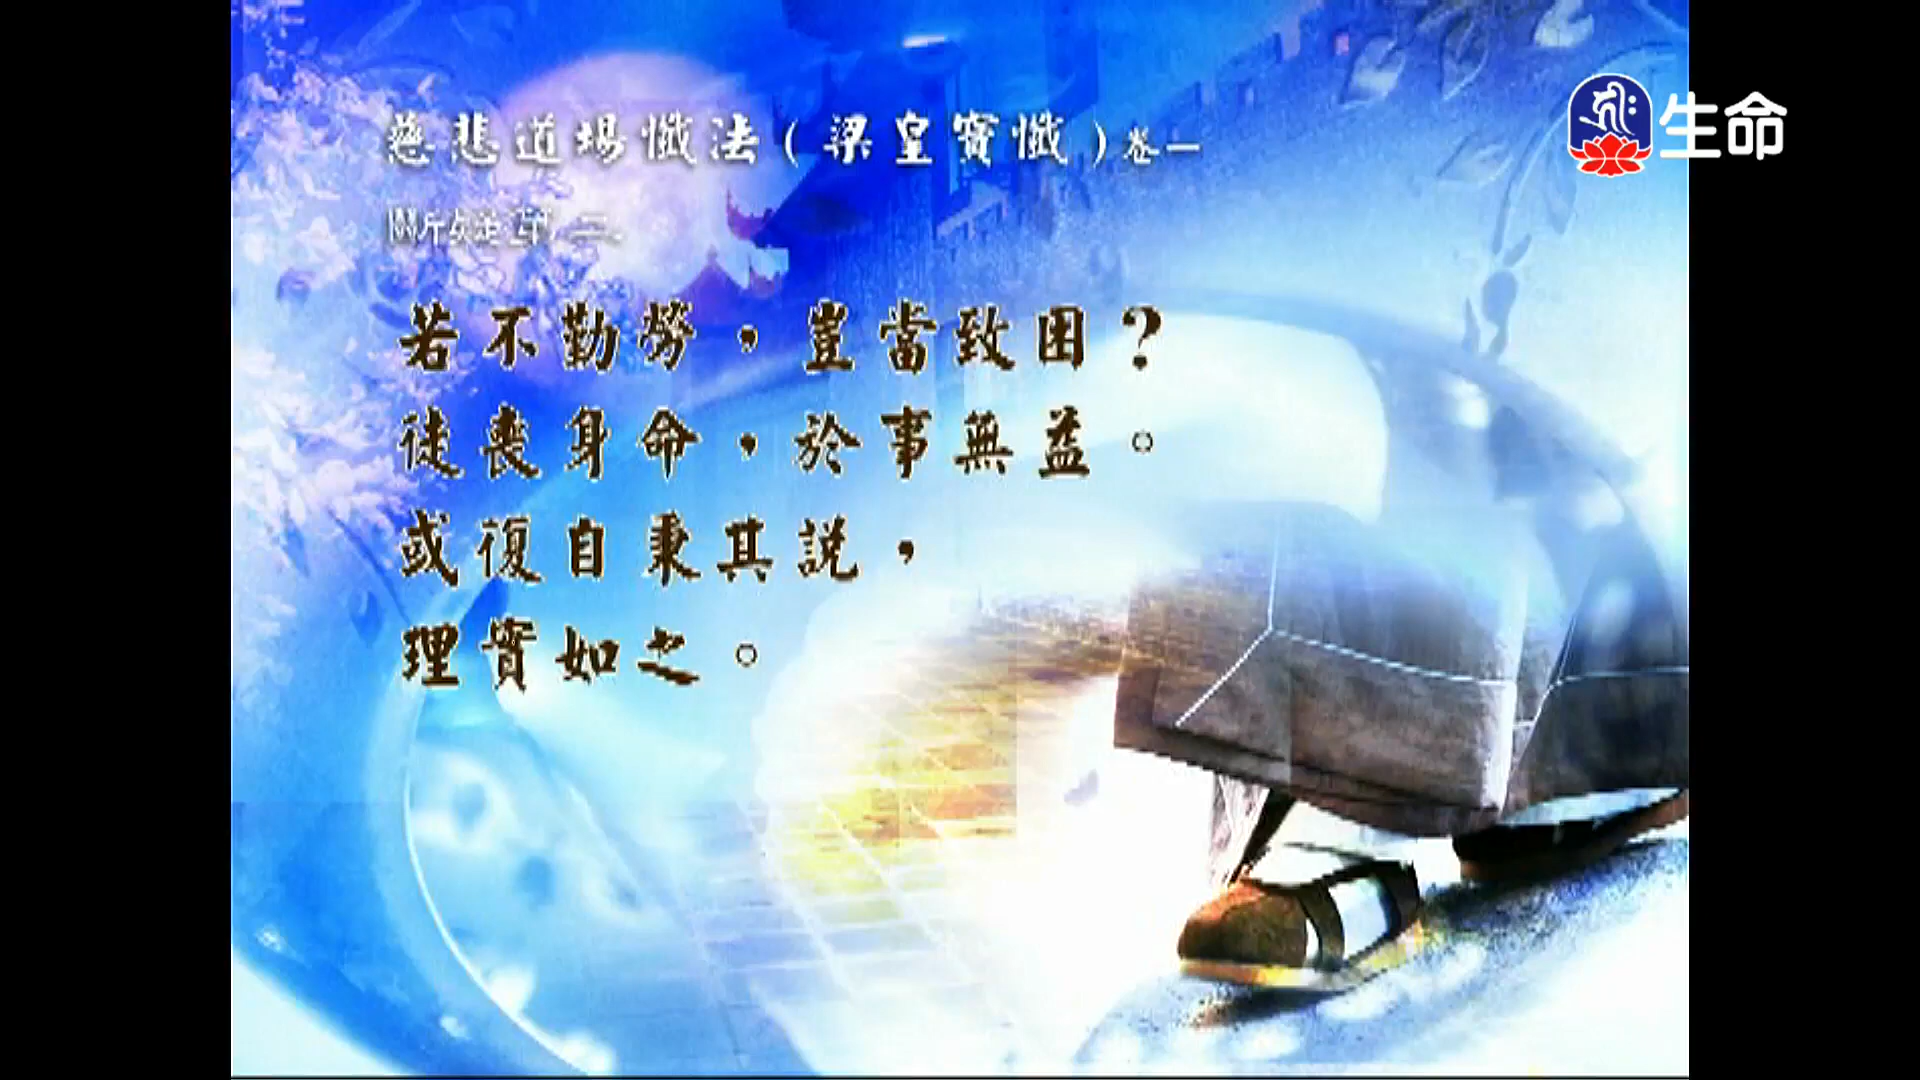 慈悲道場懺法(梁皇寶懺)卷一
生命
若不勤勞，豈當致困？
徒喪身命，於事無益。
或復自秉其說，
理實如之。